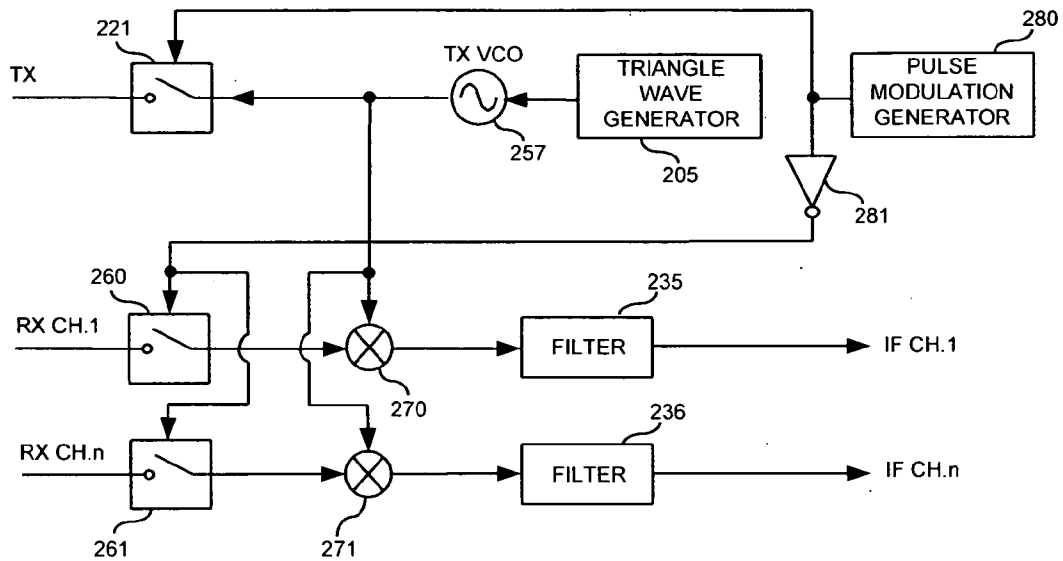 221
280
TX
TX VCO
TRIANGLE
WAVE
GENERATOR
PULSE
MODULATION
GENERATOR
257
205
281
260
235
RX CH.1
FILTER
IF CH.1
270
236
RX CH.n
FILTER
IF CH.n
261
271